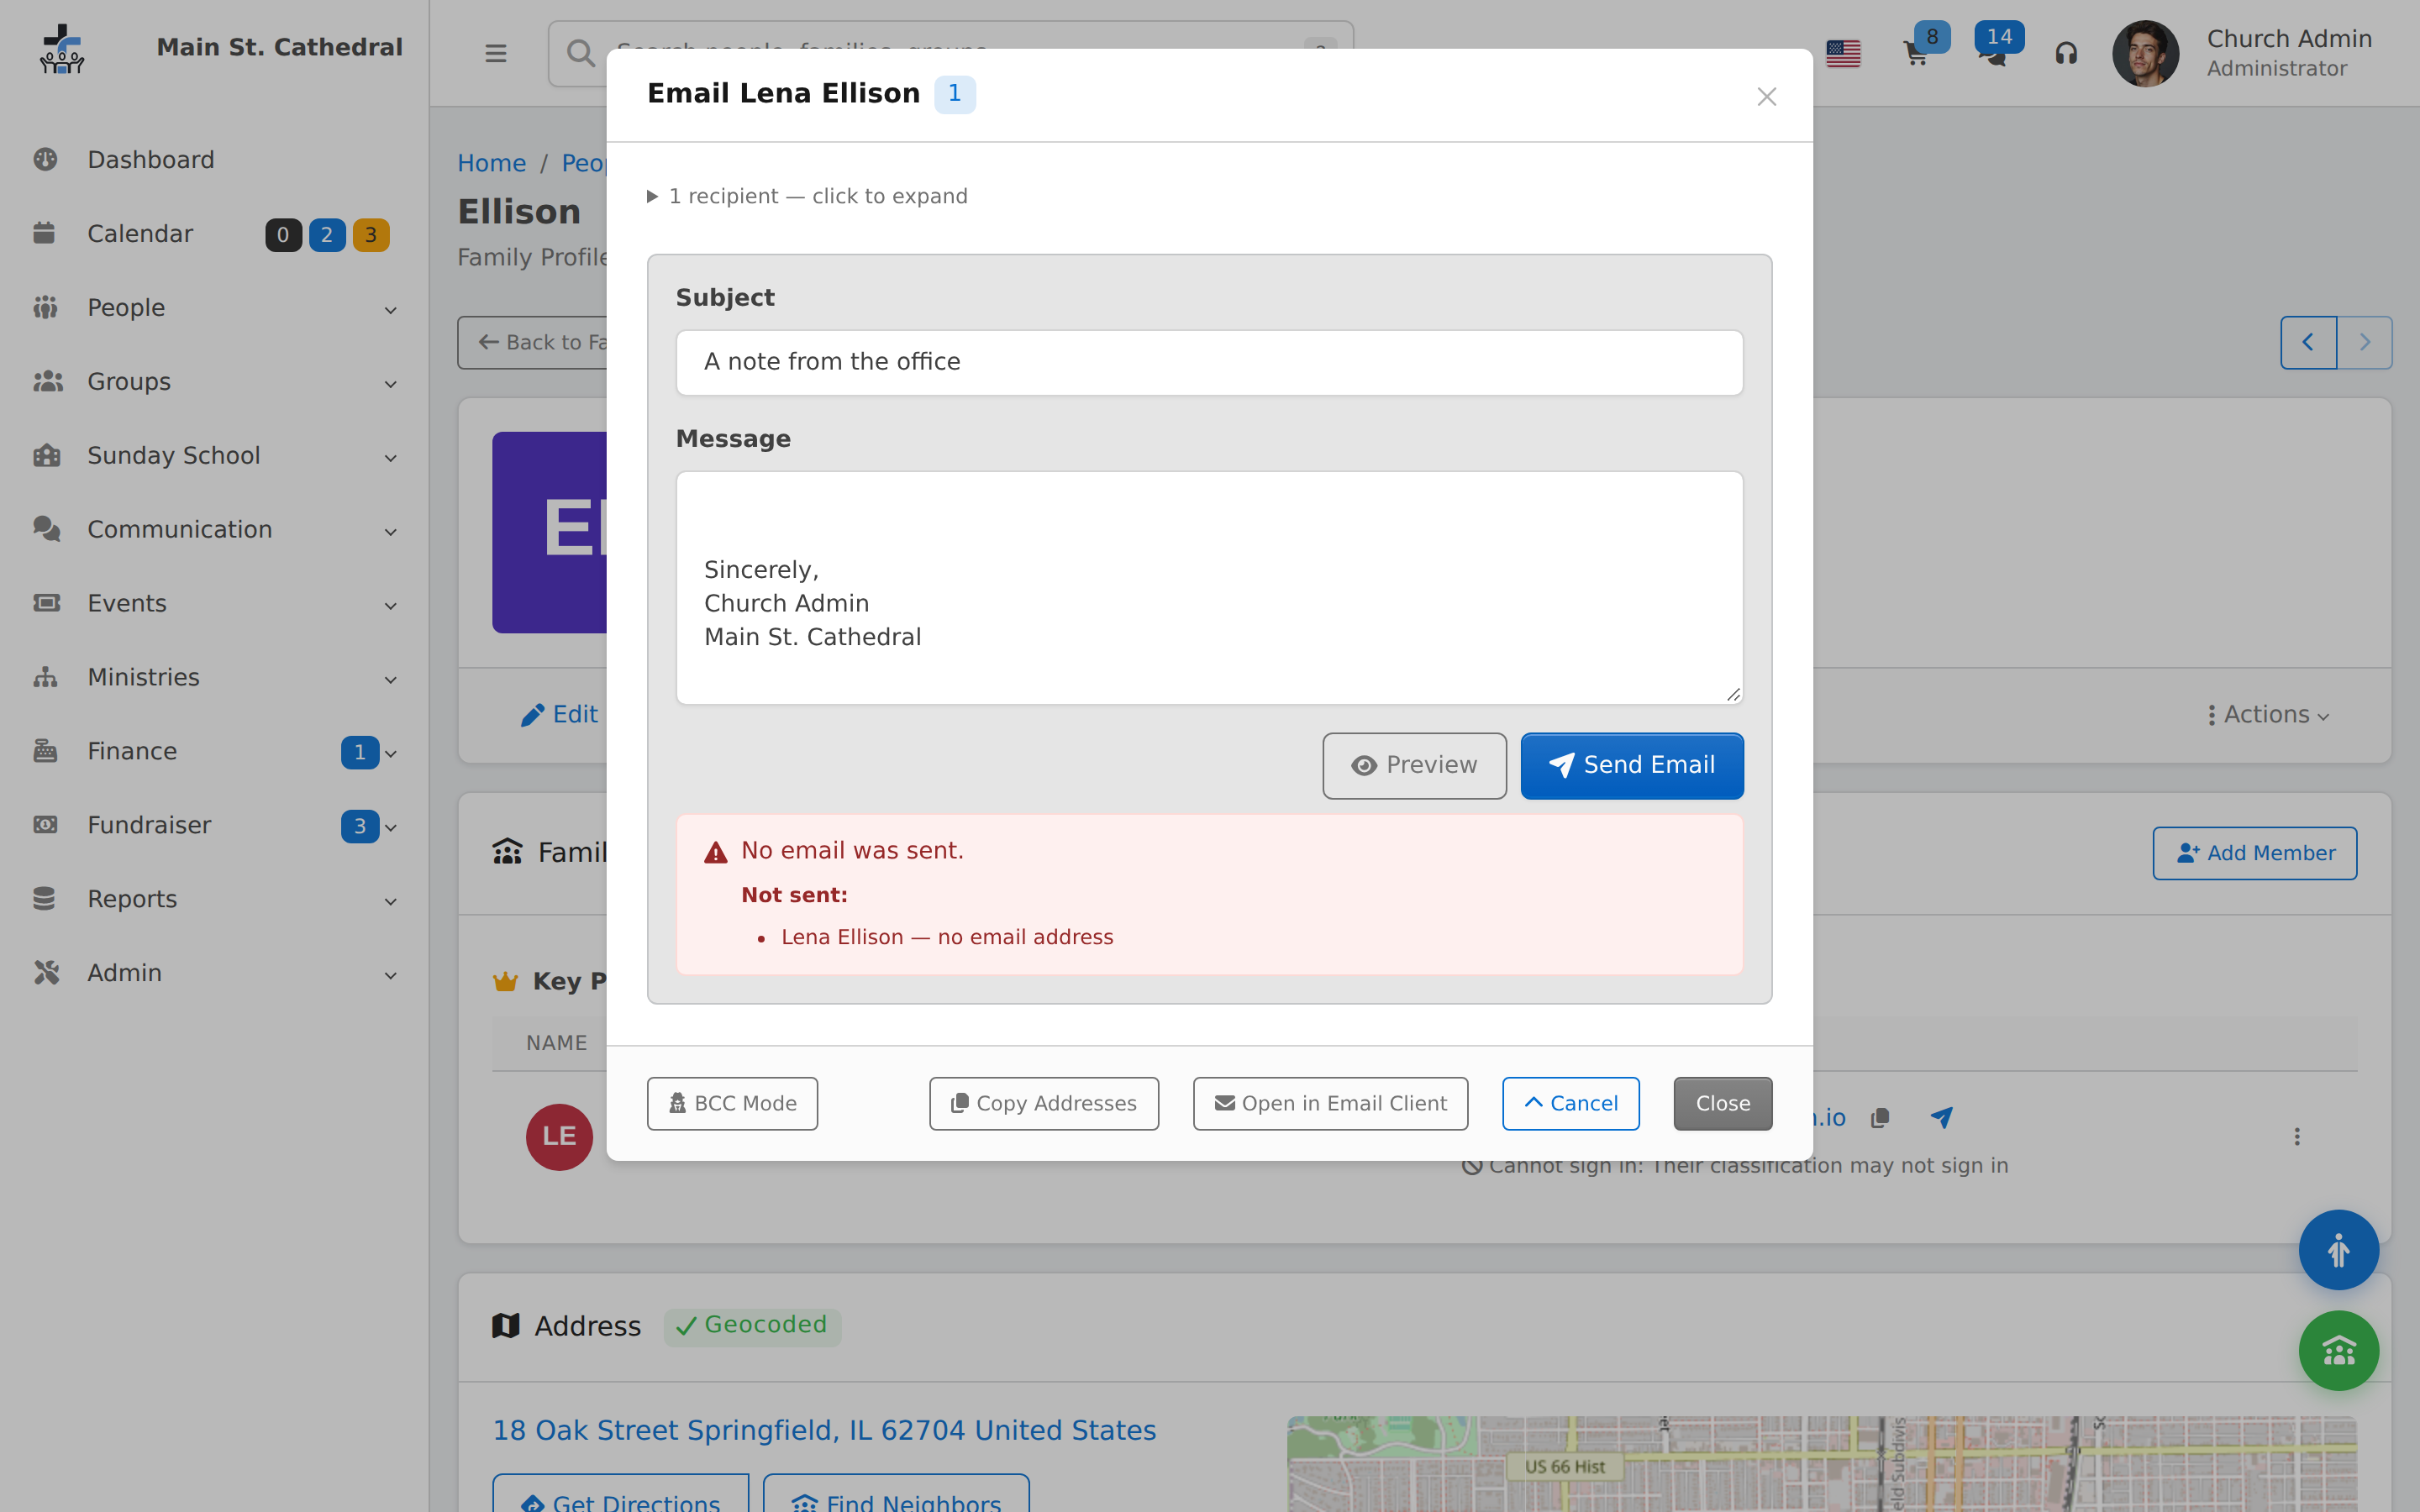 Main St. Cathedral
8
14
Church Admin
Administrator
Dashboard
Calendar 0 2 3
People
Groups
Sunday School
Communication
Events
Ministries
Finance 1
Fundraiser 3
Reports
Admin
Home /
Ellison
Family Profile
Back to
Edit
Actions
Add Member
NAME
LE
.io
Cannot sign in: Their classification may not sign in
Address Geocoded
18 Oak Street Springfield, IL 62704 United States
Get Directions
Find Neighbors
US 66 Hist
Email Lena Ellison 1
1 recipient — click to expand
Subject
A note from the office
Message
Sincerely,
Church Admin
Main St. Cathedral
Preview
Send Email
No email was sent.
Not sent:
• Lena Ellison — no email address
BCC Mode
Copy Addresses
Open in Email Client
Cancel
Close